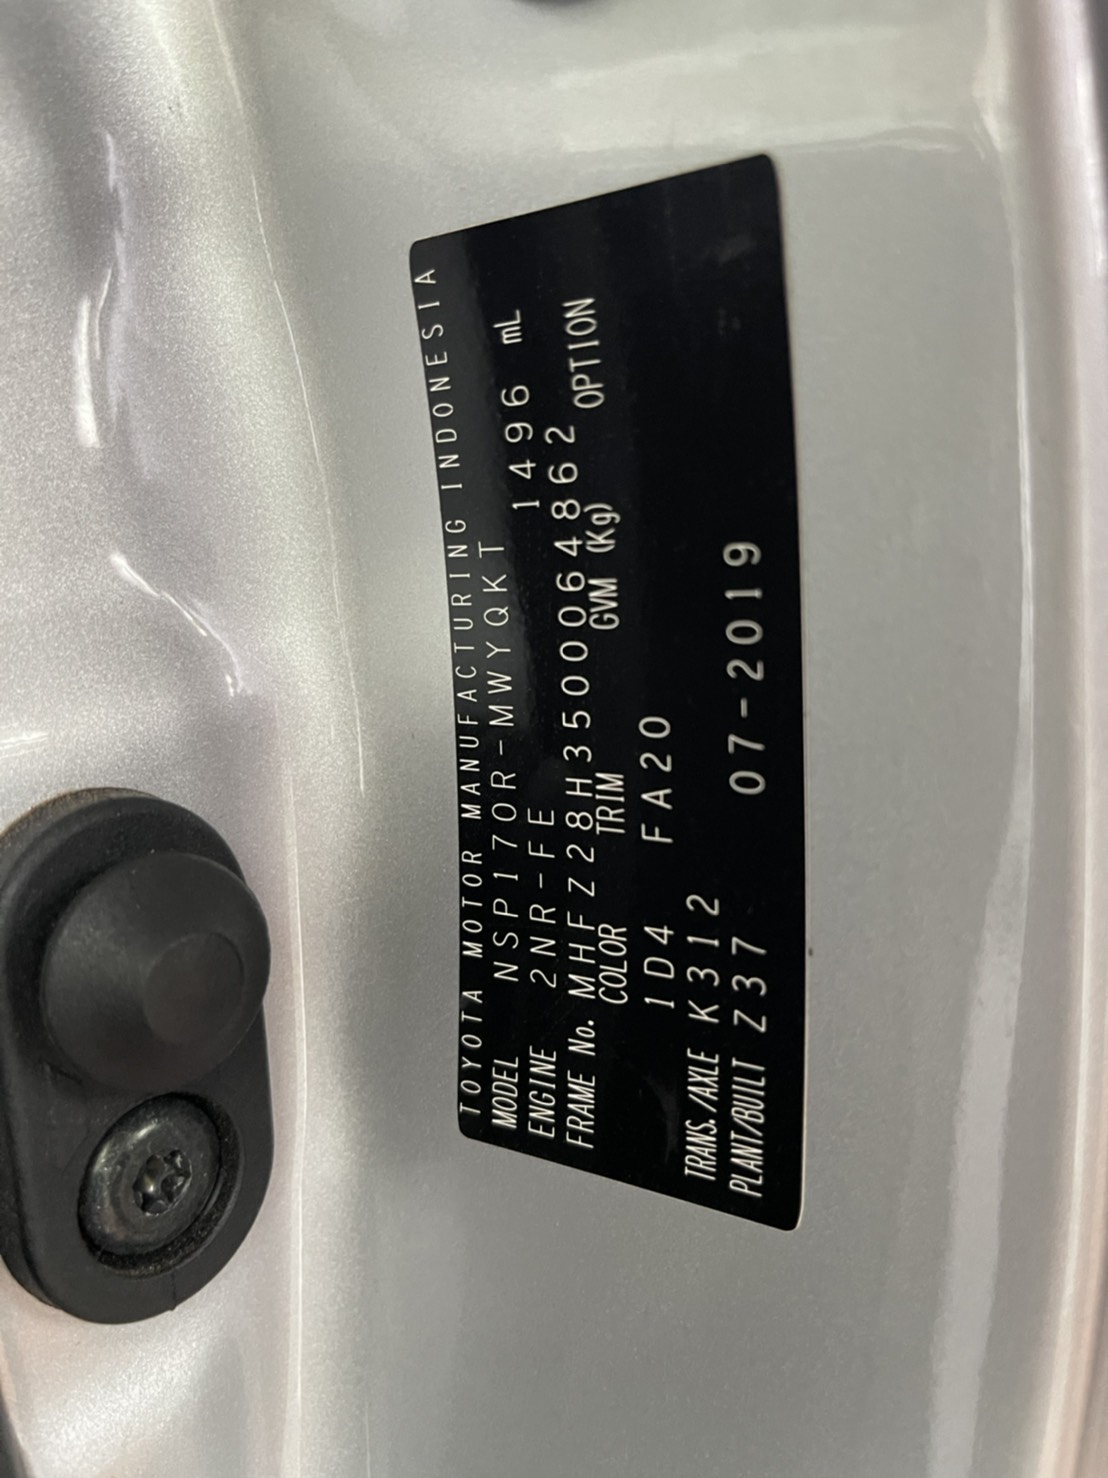 TOYOTA MOTOR MANUFACTURING INDONESIA
MODEL NSP170R-MWYQKT
ENGINE 2NR-FE 1496 mL
FRAME No. MHFZ28H3500064862
COLOR TRIM GVM (Kg) OPTION
1D4 FA20
TRANS./AXLE K312
PLANT/BUILT Z37 07-2019